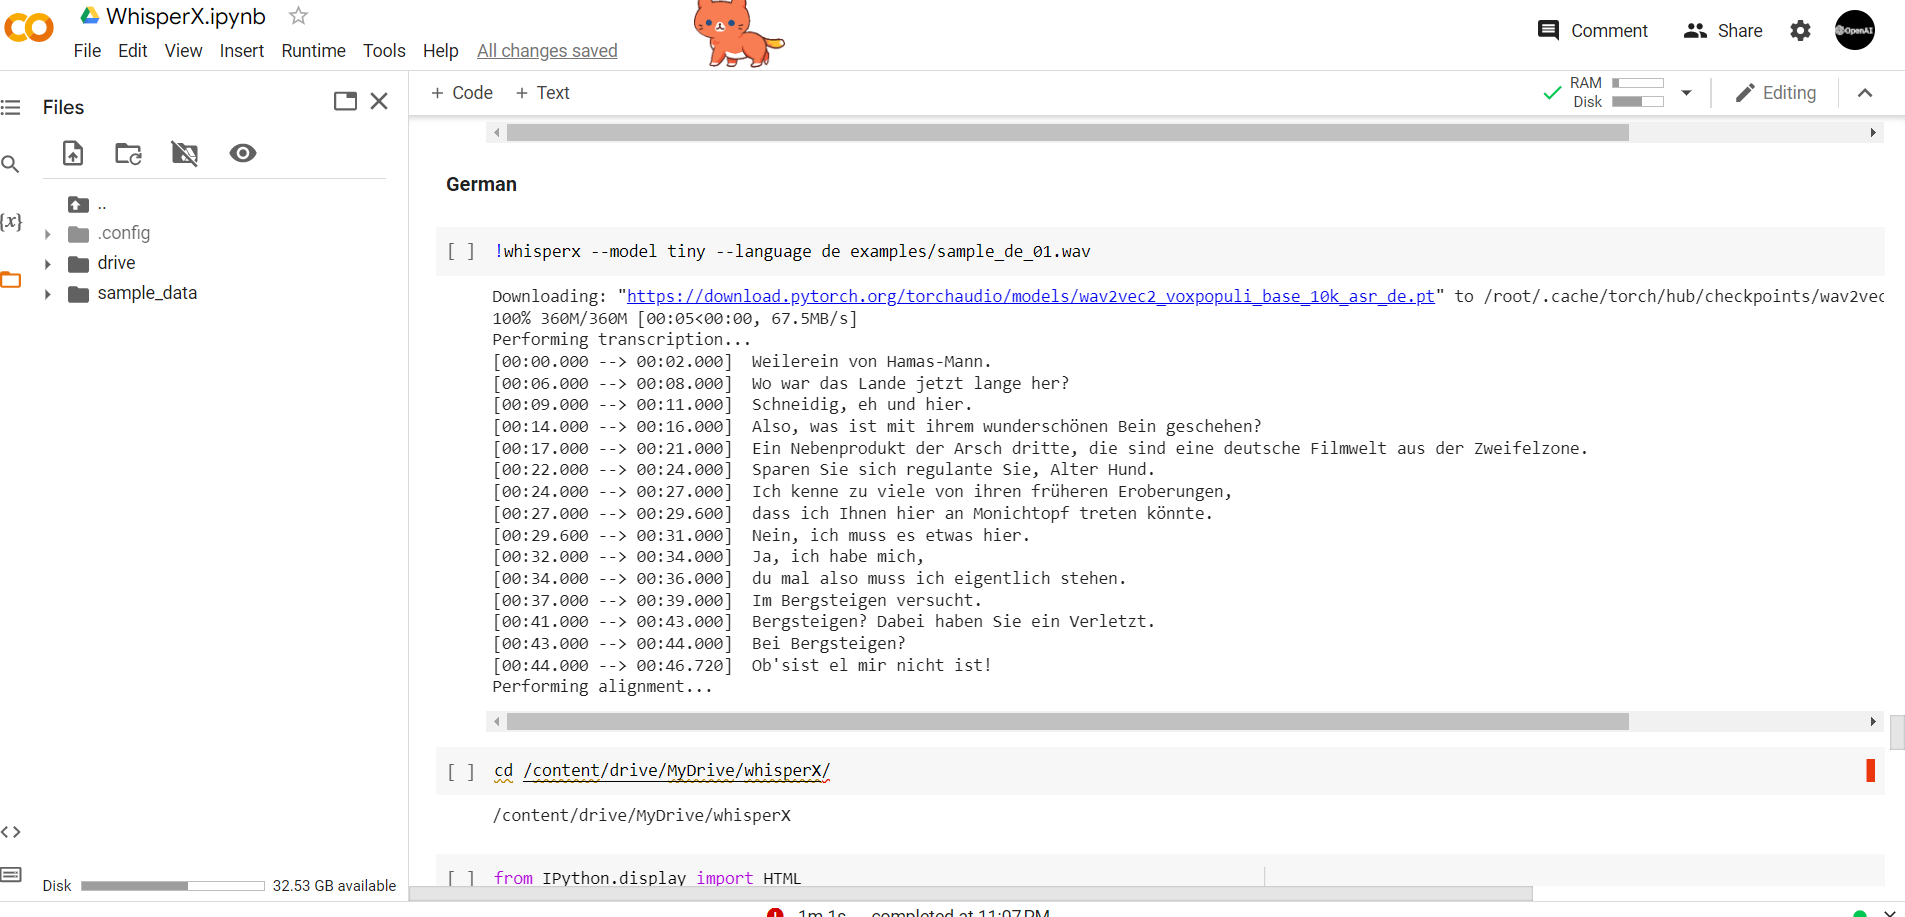 WhisperX.ipynb
File Edit View Insert Runtime Tools Help All changes saved
Comment Share OpenAI
Files
+ Code + Text
RAM
Disk
Editing
..
.config
drive
sample_data
{x}
German
[ ] !whisperx --model tiny --language de examples/sample_de_01.wav
Downloading: "https://download.pytorch.org/torchaudio/models/wav2vec2_voxpopuli_base_10k_asr_de.pt" to /root/.cache/torch/hub/checkpoints/wav2vec
100% 360M/360M [00:05<00:00, 67.5MB/s]
Performing transcription...
[00:00.000 --> 00:02.000] Weilerein von Hamas-Mann.
[00:06.000 --> 00:08.000] Wo war das Lande jetzt lange her?
[00:09.000 --> 00:11.000] Schneidig, eh und hier.
[00:14.000 --> 00:16.000] Also, was ist mit ihrem wunderschönen Bein geschehen?
[00:17.000 --> 00:21.000] Ein Nebenprodukt der Arsch dritte, die sind eine deutsche Filmwelt aus der Zweifelzone.
[00:22.000 --> 00:24.000] Sparen Sie sich regulante Sie, Alter Hund.
[00:24.000 --> 00:27.000] Ich kenne zu viele von ihren früheren Eroberungen,
[00:27.000 --> 00:29.600] dass ich Ihnen hier an Monichtopf treten könnte.
[00:29.600 --> 00:31.000] Nein, ich muss es etwas hier.
[00:32.000 --> 00:34.000] Ja, ich habe mich,
[00:34.000 --> 00:36.000] du mal also muss ich eigentlich stehen.
[00:37.000 --> 00:39.000] Im Bergsteigen versucht.
[00:41.000 --> 00:43.000] Bergsteigen? Dabei haben Sie ein Verletzt.
[00:43.000 --> 00:44.000] Bei Bergsteigen?
[00:44.000 --> 00:46.720] Ob'sist el mir nicht ist!
Performing alignment...
[ ] cd /content/drive/MyDrive/whisperX/
/content/drive/MyDrive/whisperX
[ ] from IPython.display import HTML
Disk 32.53 GB available
1m 1s completed at 11:07 PM